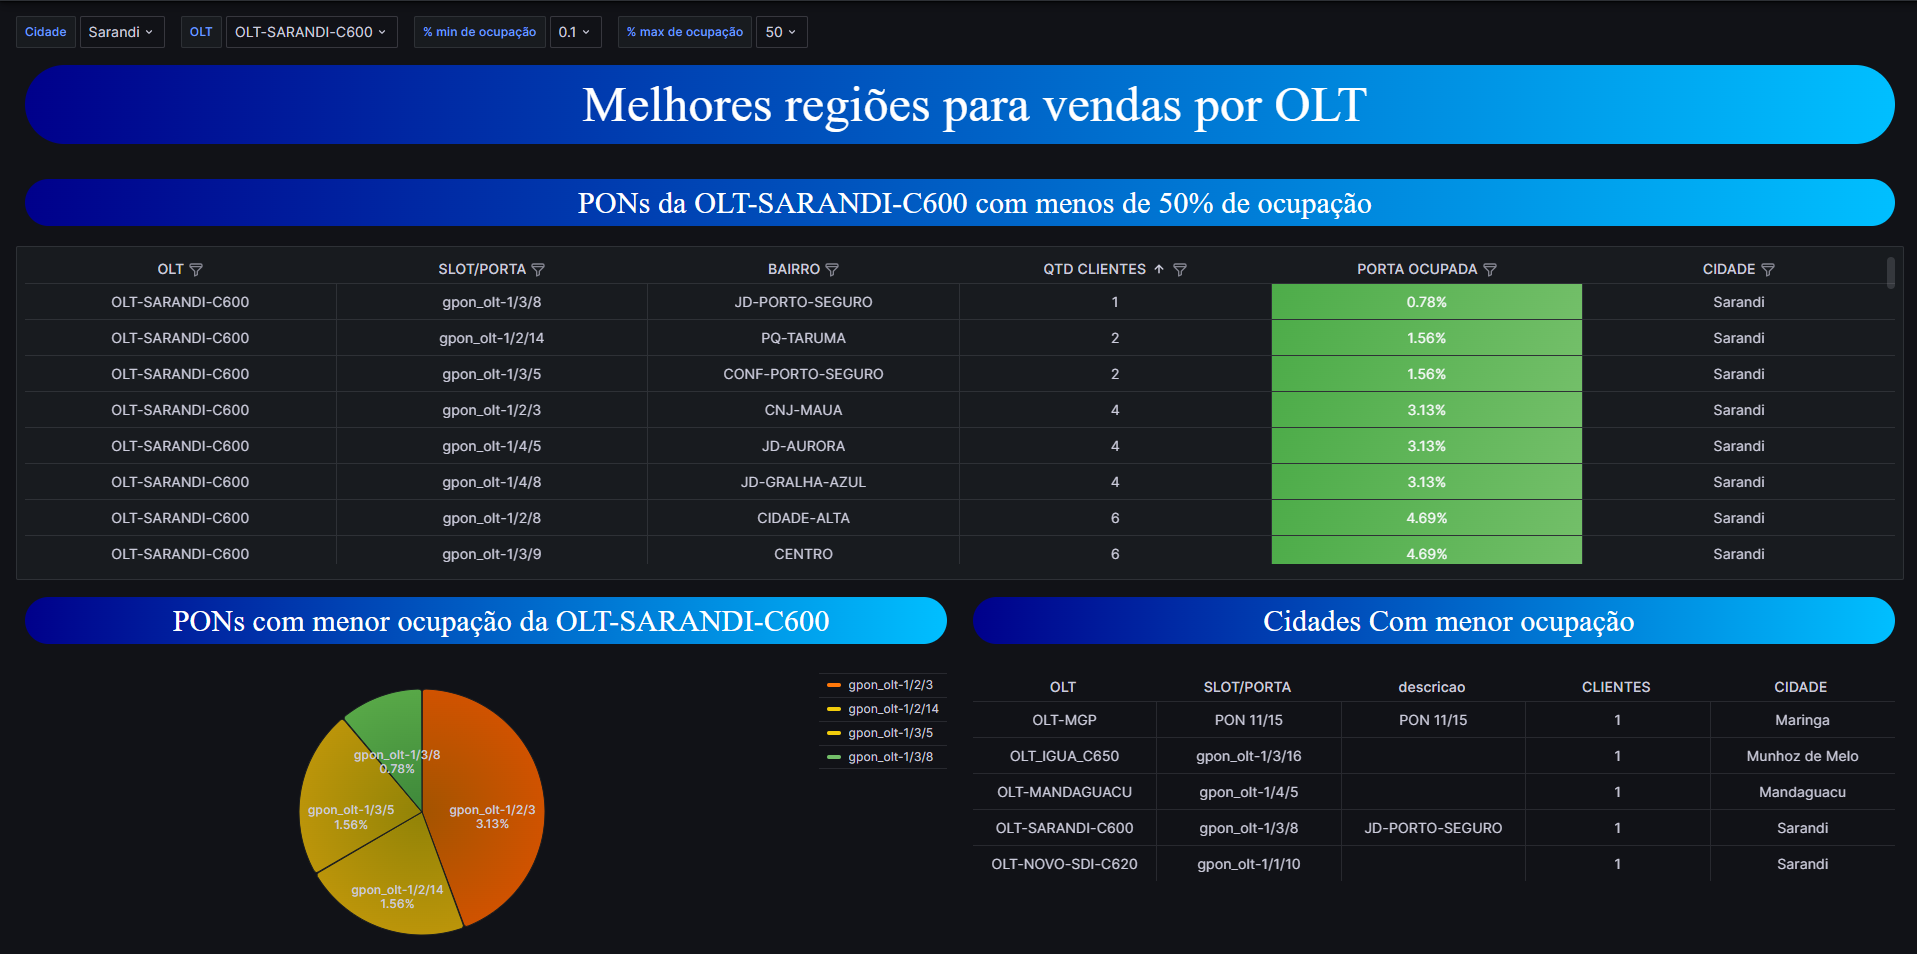 Cidade Sarandi OLT OLT-SARANDI-C600 % min de ocupação 0.1 % max de ocupação 50
Melhores regiões para vendas por OLT
PONs da OLT-SARANDI-C600 com menos de 50% de ocupação
OLT SLOT/PORTA BAIRRO QTD CLIENTES PORTA OCUPADA CIDADE
OLT-SARANDI-C600 gpon_olt-1/3/8 JD-PORTO-SEGURO 1 0.78% Sarandi
OLT-SARANDI-C600 gpon_olt-1/2/14 PQ-TARUMA 2 1.56% Sarandi
OLT-SARANDI-C600 gpon_olt-1/3/5 CONF-PORTO-SEGURO 2 1.56% Sarandi
OLT-SARANDI-C600 gpon_olt-1/2/3 CNJ-MAUA 4 3.13% Sarandi
OLT-SARANDI-C600 gpon_olt-1/4/5 JD-AURORA 4 3.13% Sarandi
OLT-SARANDI-C600 gpon_olt-1/4/8 JD-GRALHA-AZUL 4 3.13% Sarandi
OLT-SARANDI-C600 gpon_olt-1/2/8 CIDADE-ALTA 6 4.69% Sarandi
OLT-SARANDI-C600 gpon_olt-1/3/9 CENTRO 6 4.69% Sarandi
PONs com menor ocupação da OLT-SARANDI-C600
gpon_olt-1/2/3
gpon_olt-1/2/14
gpon_olt-1/3/5
gpon_olt-1/3/8
gpon_olt-1/3/8
0.78%
gpon_olt-1/3/5
1.56%
gpon_olt-1/2/3
3.13%
gpon_olt-1/2/14
1.56%
Cidades Com menor ocupação
OLT SLOT/PORTA descricao CLIENTES CIDADE
OLT-MGP PON 11/15 PON 11/15 1 Maringa
OLT_IGUA_C650 gpon_olt-1/3/16 1 Munhoz de Melo
OLT-MANDAGUACU gpon_olt-1/4/5 1 Mandaguacu
OLT-SARANDI-C600 gpon_olt-1/3/8 JD-PORTO-SEGURO 1 Sarandi
OLT-NOVO-SDI-C620 gpon_olt-1/1/10 1 Sarandi